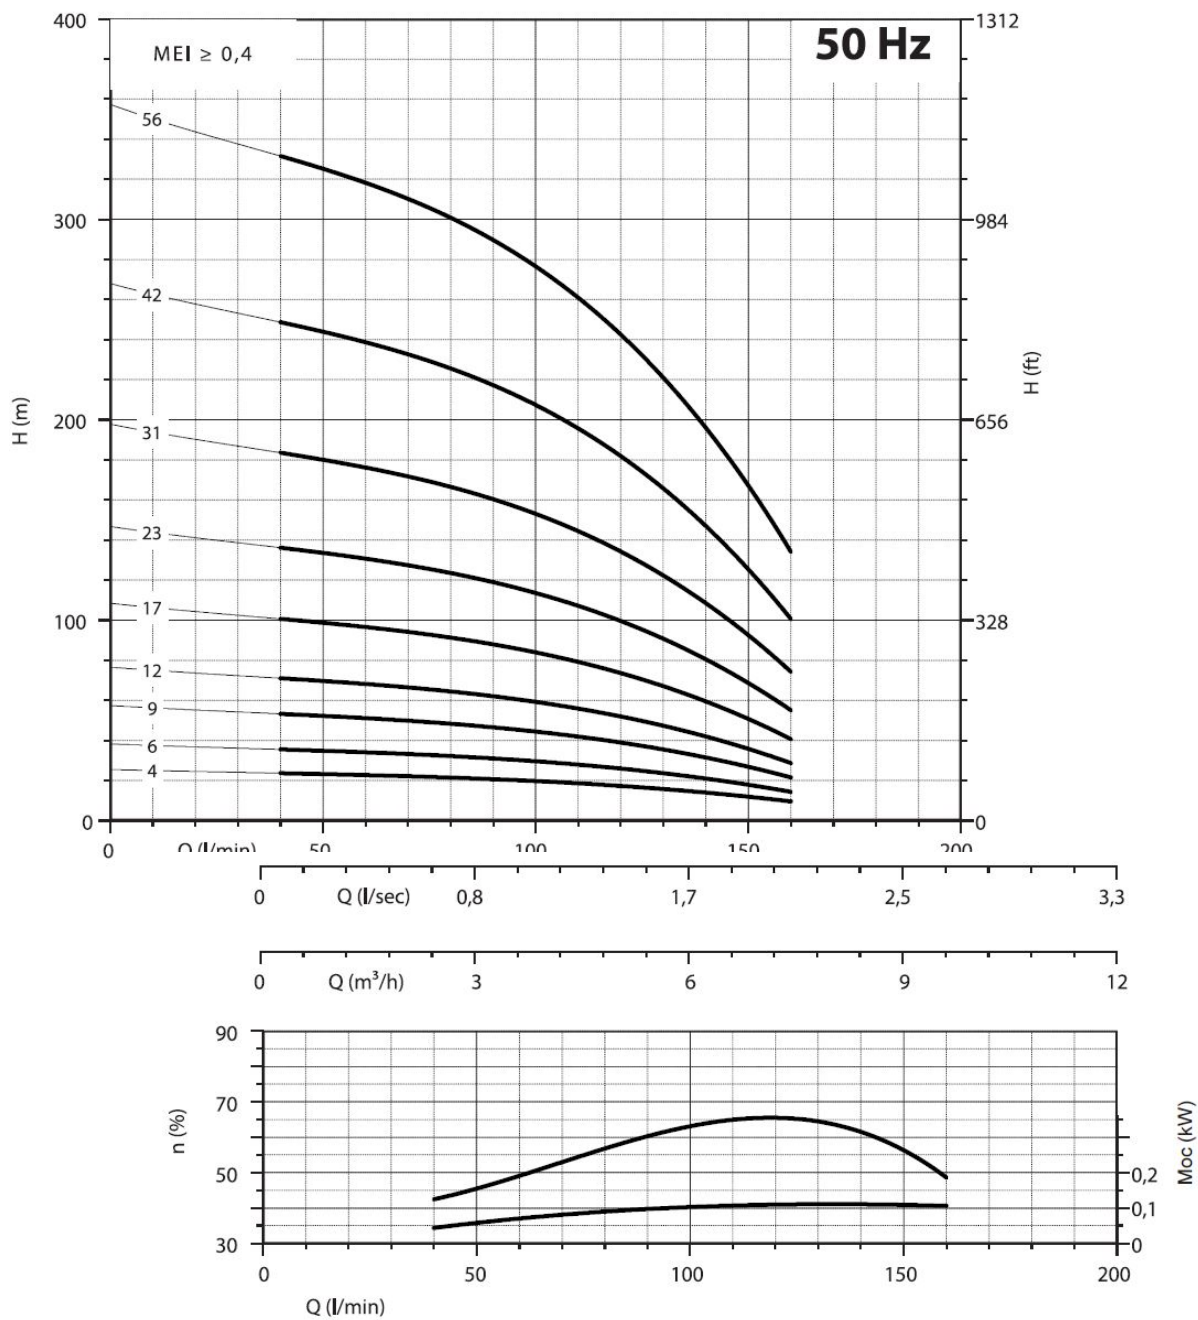 400
1312
MEI ≥ 0,4
50 Hz
56
300
984
42
H (m)
H (ft)
200
656
31
23
17
100
328
12
9
6
4
0
0
0 Q (l/min) 50 100 150 200
0 Q (l/sec) 0,8 1,7 2,5 3,3
0 Q (m³/h) 3 6 9 12
90
70
n (%)
Moc (kW)
50
0,2
0,1
30
0
0 50 100 150 200
Q (l/min)